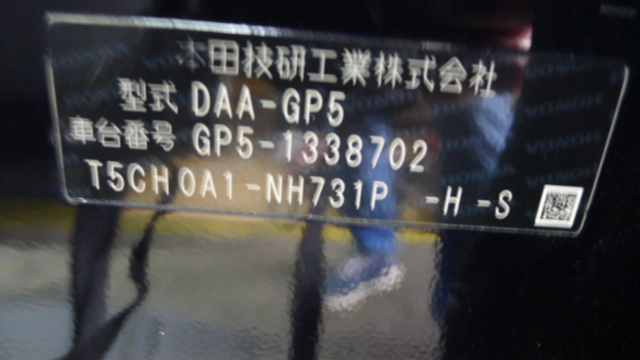 本田技研工業株式会社
型式 DAA-GP5
車台番号 GP5-1338702
T5CH0A1-NH731P -H -S